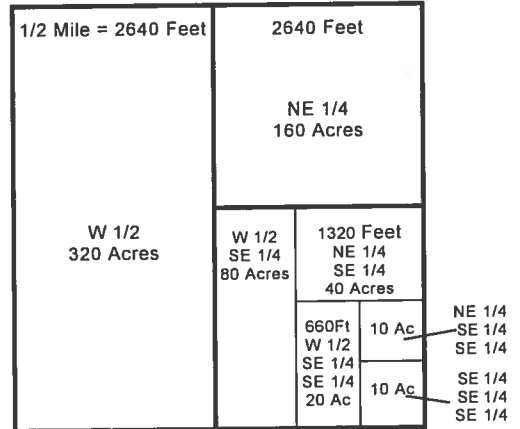 1/2 Mile = 2640 Feet
2640 Feet
NE 1/4
160 Acres
W 1/2
320 Acres
W 1/2
SE 1/4
80 Acres
1320 Feet
NE 1/4
SE 1/4
40 Acres
660Ft
W 1/2
SE 1/4
SE 1/4
20 Ac
10 Ac
NE 1/4
SE 1/4
SE 1/4
10 Ac
SE 1/4
SE 1/4
SE 1/4